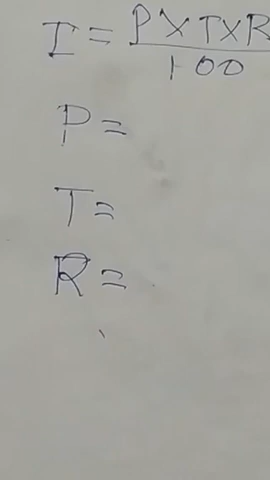 I = P X T X R
100
P =
T =
R =